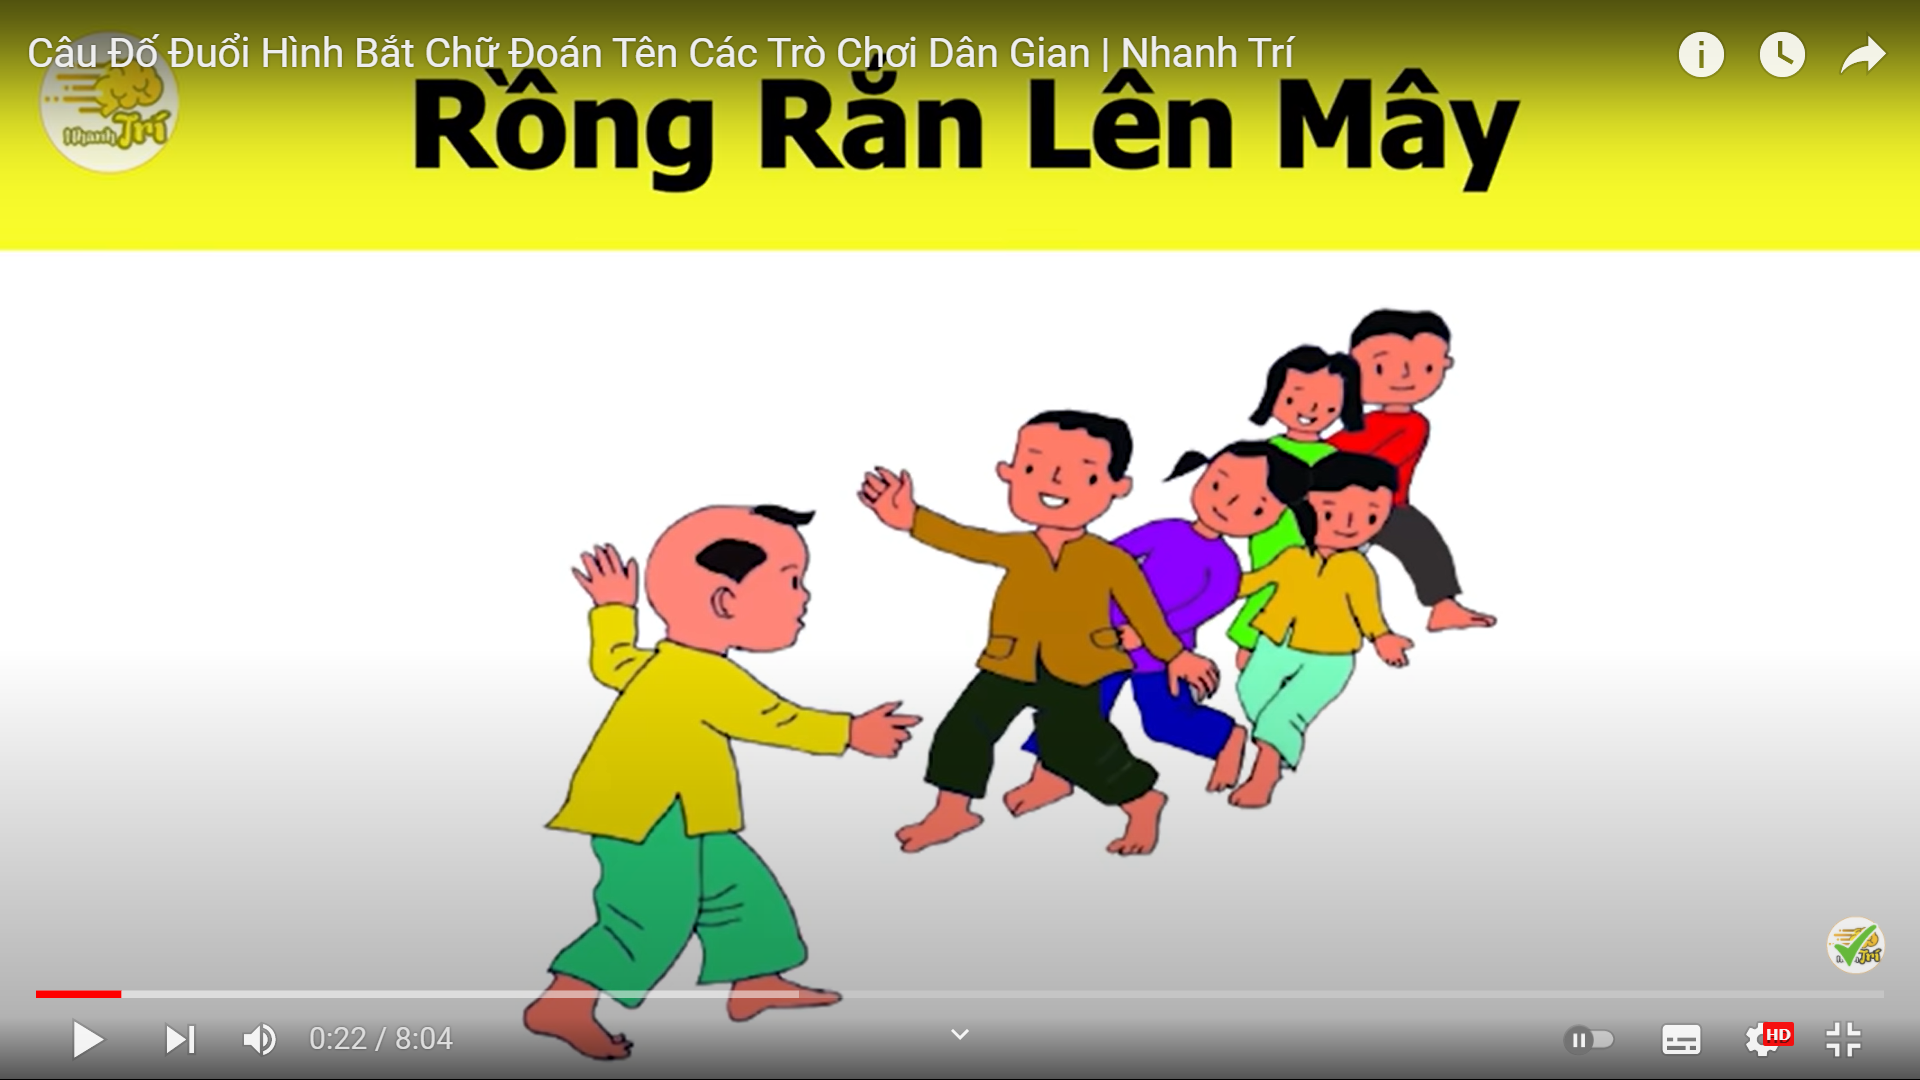 Câu Đố Đuổi Hình Bắt Chữ Đoán Tên Các Trò Chơi Dân Gian | Nhanh Trí
Nhanh Trí
Rồng Rắn Lên Mây
Trí
0:22 / 8:04
HD